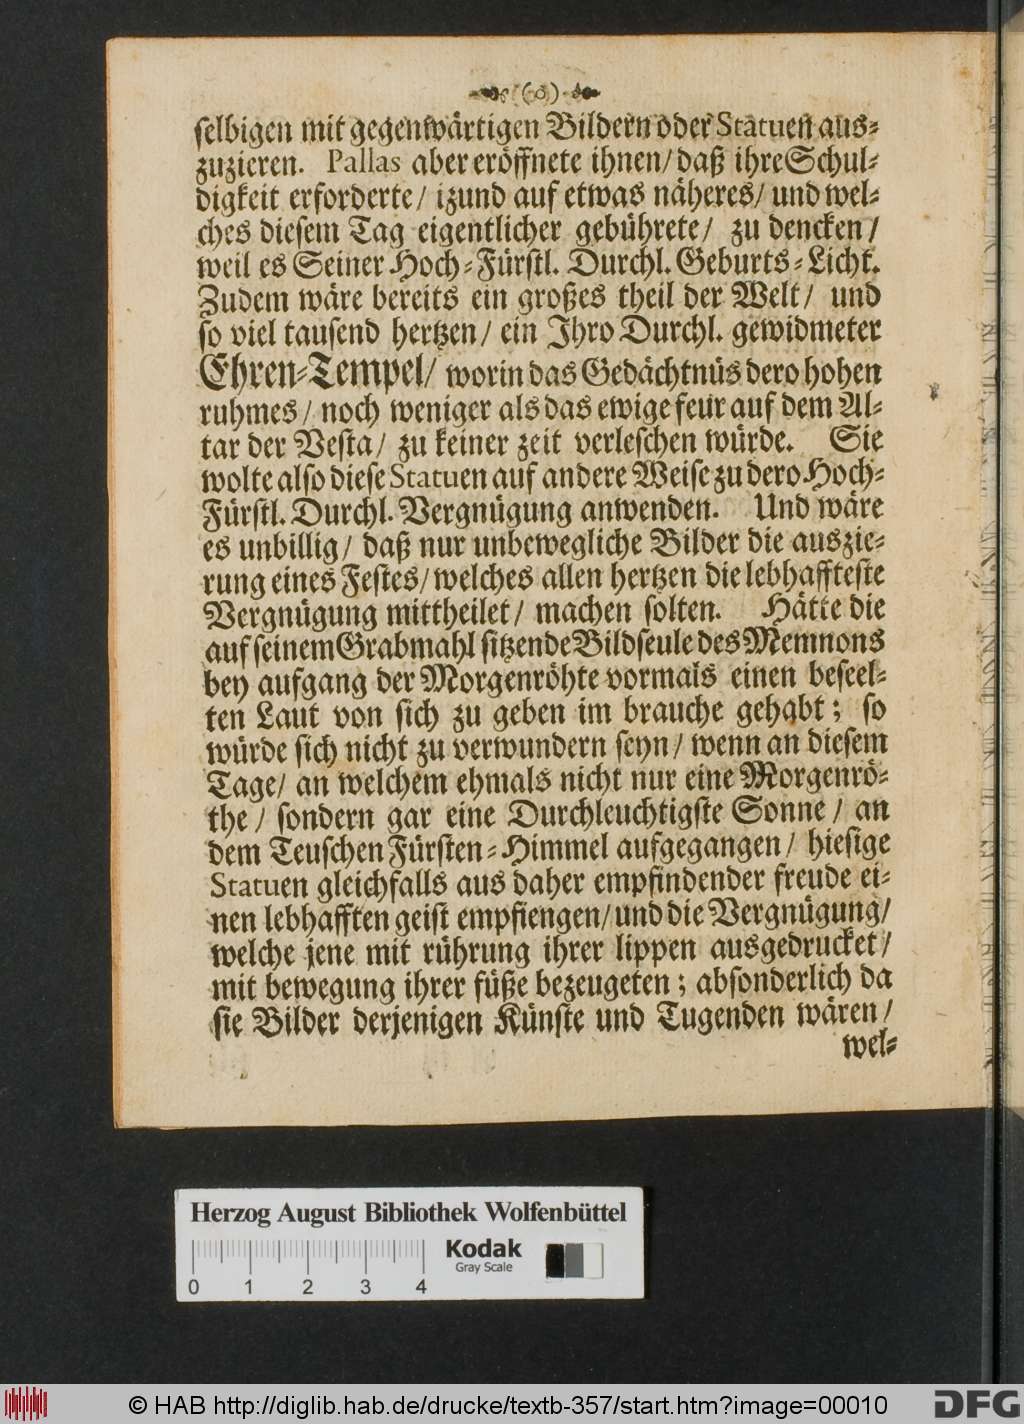 selbigen mit gegenwärtigen Bildern oder Statuen aus-
zuzieren. Pallas aber eröffnete ihnen/ daß ihre Schul-
digkeit erforderte/ izund auf etwas näheres/ und wel-
ches diesem Tag eigentlicher gebührete/ zu dencken/
weil es Seiner Hoch-Fürstl. Durchl. Geburts-Licht.
Zudem wäre bereits ein großes theil der Welt/ und
so viel tausend hertzen/ ein Ihro Durchl. gewidmeter
Ehren-Tempel/ worin das Gedächtnüs dero hohen
ruhmes/ noch weniger als das ewige feur auf dem Al-
tar der Vesta/ zu keiner zeit verleschen würde. Sie
wolte also diese Statuen auf andere Weise zu dero Hoch-
Fürstl. Durchl. Vergnügung anwenden. Und wäre
es unbillig/ daß nur unbewegliche Bilder die auszie-
rung eines Festes/ welches allen hertzen die lebhaffteste
Vergnügung mittheilet/ machen solten. Hätte die
auf seinem Grabmahl sitzende Bildseule des Memnons
bey aufgang der Morgenröhte vormals einen beseel-
ten Laut von sich zu geben im brauche gehabt; so
würde sich nicht zu verwundern seyn/ wenn an diesem
Tage/ an welchem ehmals nicht nur eine Morgenrö-
the/ sondern gar eine Durchleuchtigste Sonne/ an
dem Teuschen Fürsten-Himmel aufgegangen/ hiesige
Statuen gleichfalls aus daher empfindender freude ei-
nen lebhafften geist empfiengen/ und die Vergnügung/
welche jene mit rührung ihrer lippen ausgedrucket/
mit bewegung ihrer füße bezeugeten; absonderlich da
sie Bilder derjenigen Künste und Tugenden wären/
wel-
Herzog August Bibliothek Wolfenbüttel
Kodak
Gray Scale
0 1 2 3 4
© HAB http://diglib.hab.de/drucke/textb-357/start.htm?image=00010
DFG